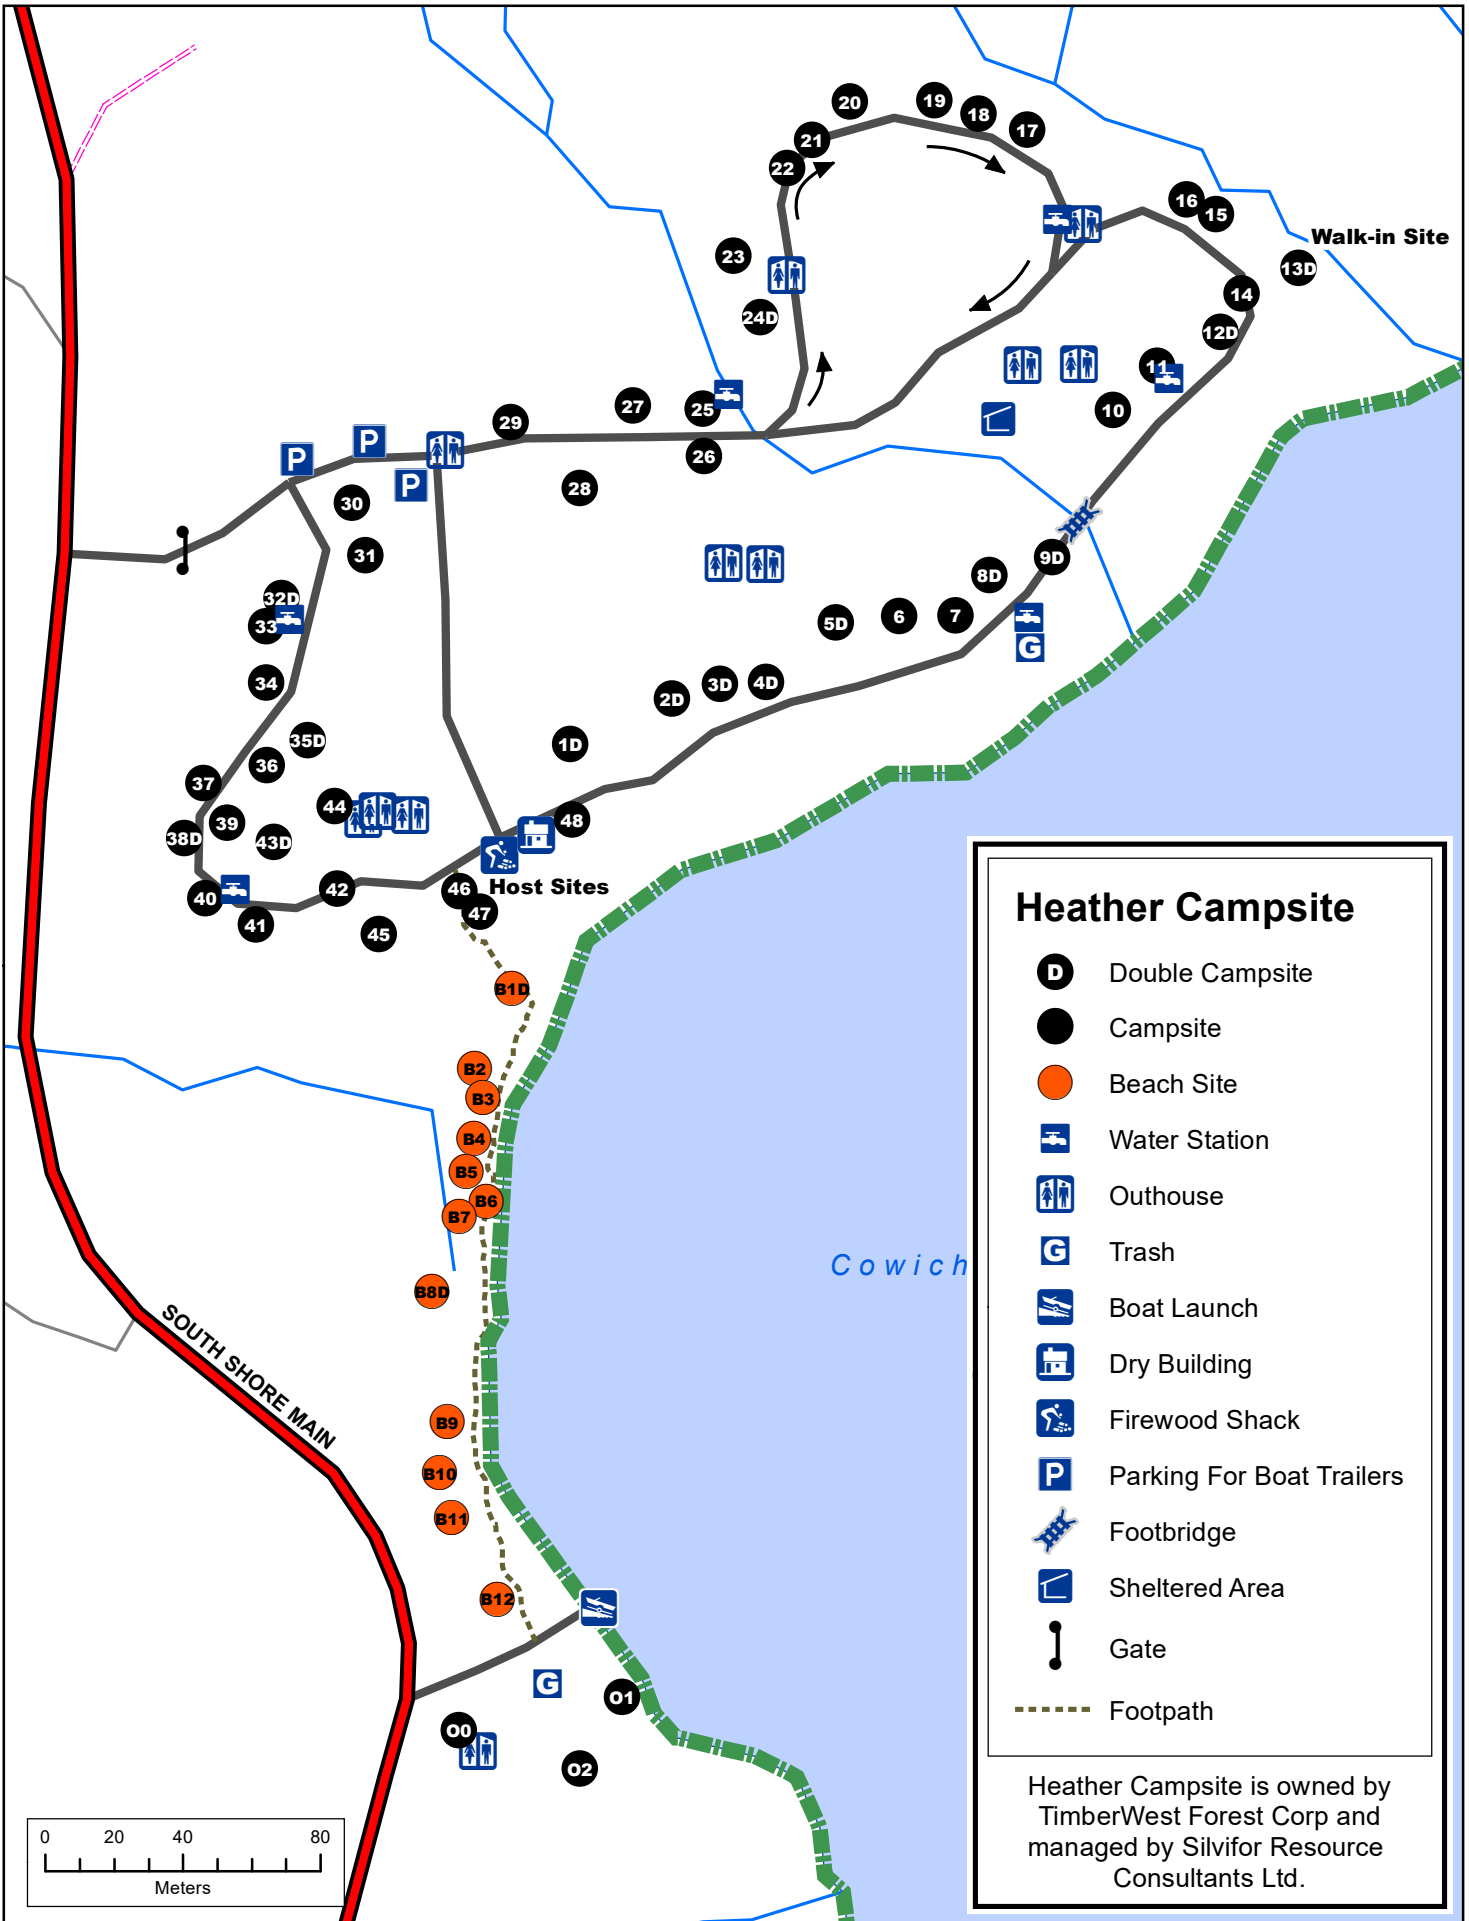 20
19
18
17
21
22
16
15
Walk-in Site
23
13D
14
24D
12D
11
27
25
10
29
26
P
P
P
28
30
31
9D
8D
32D
33
5D
6
7
G
34
2D
3D
4D
35D
1D
36
37
44
39
48
38D
43D
46
Host Sites
40
42
47
41
45
B1D
B2
B3
B4
B5
B6
B7
Cowich
B8D
SOUTH SHORE MAIN
B9
B10
B11
B12
G
O1
O0
O2
0 20 40 80
Meters
Heather Campsite
D Double Campsite
Campsite
Beach Site
Water Station
Outhouse
G Trash
Boat Launch
Dry Building
Firewood Shack
P Parking For Boat Trailers
Footbridge
Sheltered Area
Gate
Footpath
Heather Campsite is owned by
TimberWest Forest Corp and
managed by Silvifor Resource
Consultants Ltd.